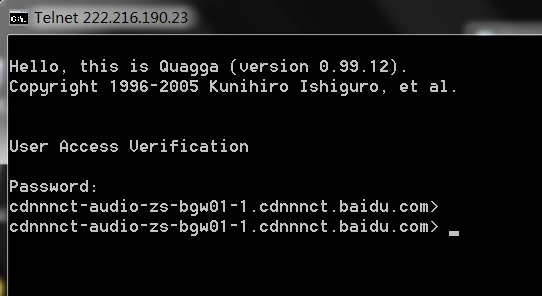 Telnet 222.216.190.23
Hello, this is Quagga (version 0.99.12).
Copyright 1996-2005 Kunihiro Ishiguro, et al.
User Access Verification
Password:
cdnnnct-audio-zs-bgw01-1.cdnnnct.baidu.com>
cdnnnct-audio-zs-bgw01-1.cdnnnct.baidu.com> _